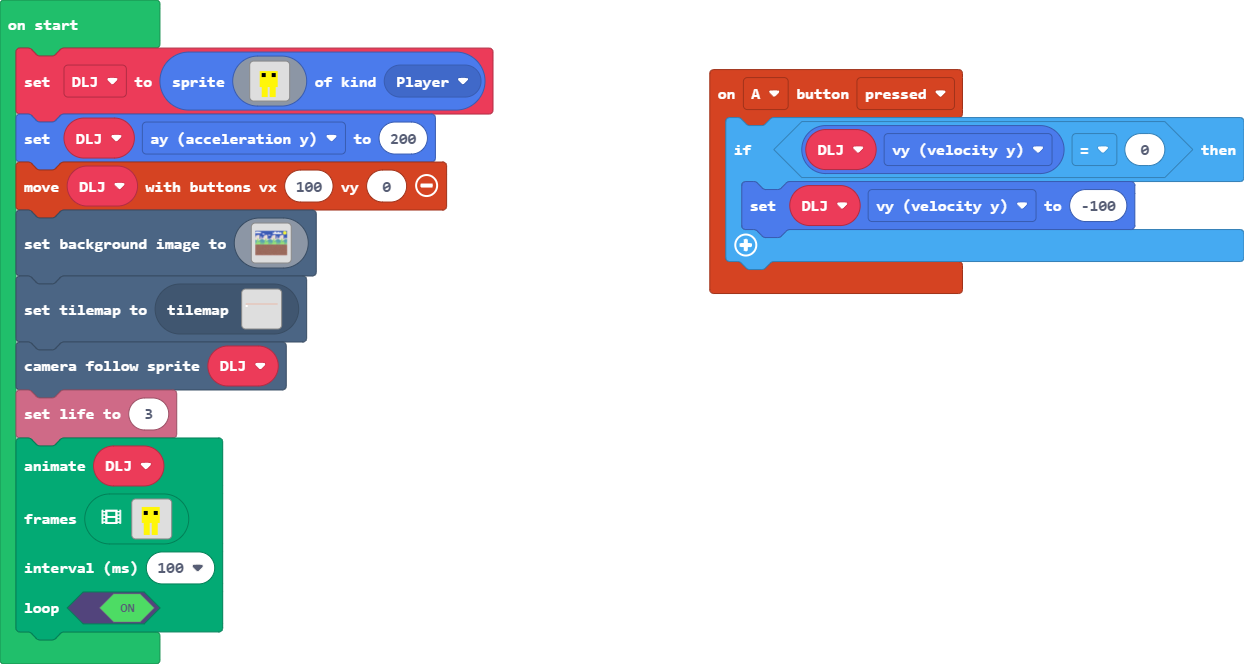 on start
set DLJ to sprite of kind Player
set DLJ ay (acceleration y) to 200
move DLJ with buttons vx 100 vy 0
set background image to
set tilemap to tilemap
camera follow sprite DLJ
set life to 3
animate DLJ
frames
interval (ms) 100
loop ON
on A button pressed
if DLJ vy (velocity y) = 0 then
set DLJ vy (velocity y) to -100